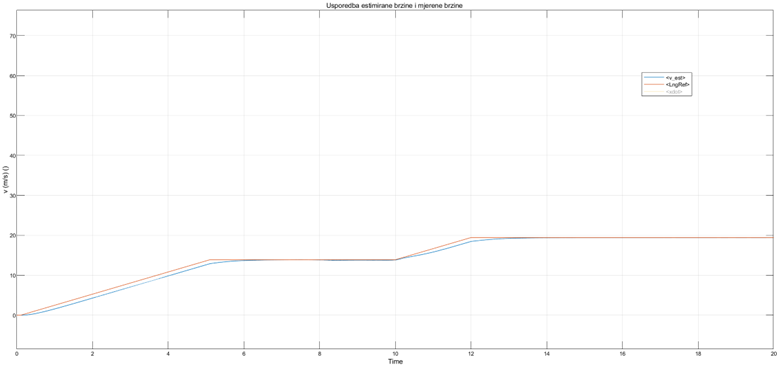 Usporedba estimirane brzine i mjerene brzine
70
60
50
40
30
20
10
0
v (m/s) ()
<v_est>
<LngRef>
<xdot>
0 2 4 6 8 10 12 14 16 18 20
Time